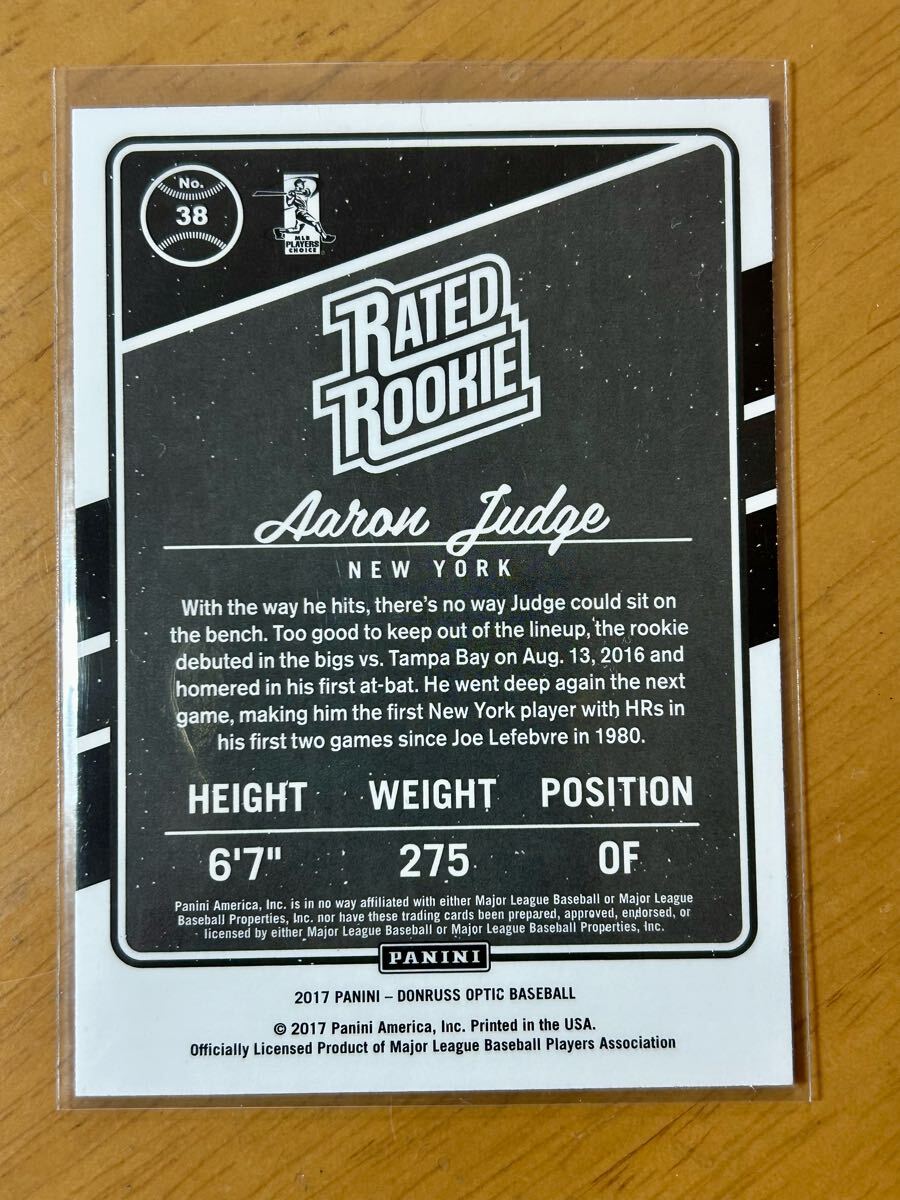 No.
38
MLB
PLAYERS
CHOICE
RATED
ROOKIE
Aaron Judge
NEW YORK
With the way he hits, there's no way Judge could sit on
the bench. Too good to keep out of the lineup, the rookie
debuted in the bigs vs. Tampa Bay on Aug. 13, 2016 and
homered in his first at-bat. He went deep again the next
game, making him the first New York player with HRs in
his first two games since Joe Lefebvre in 1980.
HEIGHT WEIGHT POSITION
6'7" 275 OF
Panini America, Inc. is in no way affiliated with either Major League Baseball or Major League
Baseball Properties, Inc. nor have these trading cards been prepared, approved, endorsed, or
licensed by either Major League Baseball or Major League Baseball Properties, Inc.
PANINI
2017 PANINI – DONRUSS OPTIC BASEBALL
© 2017 Panini America, Inc. Printed in the USA.
Officially Licensed Product of Major League Baseball Players Association